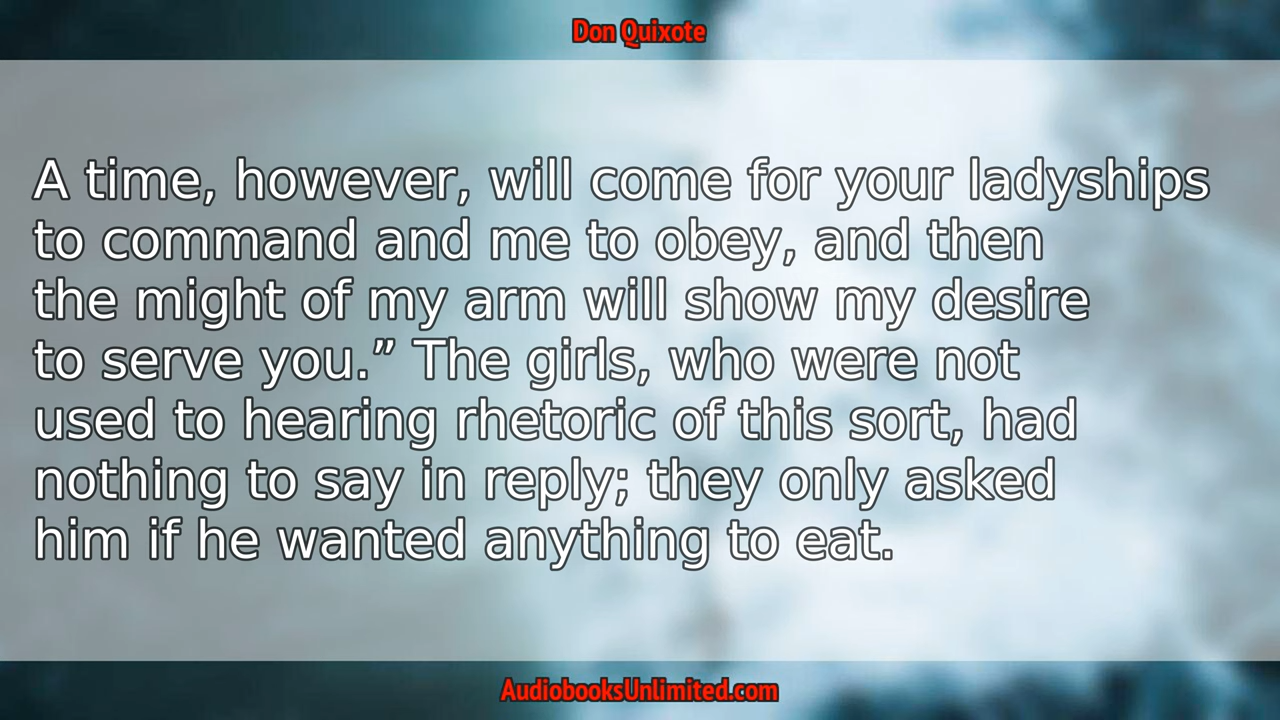 Don Quixote
A time, however, will come for your ladyships
to command and me to obey, and then
the might of my arm will show my desire
to serve you.” The girls, who were not
used to hearing rhetoric of this sort, had
nothing to say in reply; they only asked
him if he wanted anything to eat.
AudiobooksUnlimited.com